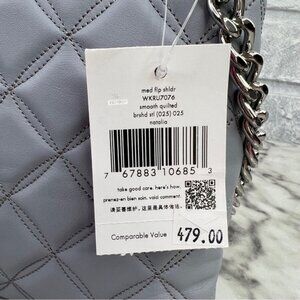 med flp shldr
WKRU7076
smooth quilted
brshd stl (025) 025
natalia
7 67883 10685 3
take good care. here's how.
prenez-en bien soin. voici comment.
Comparable Value 479.00